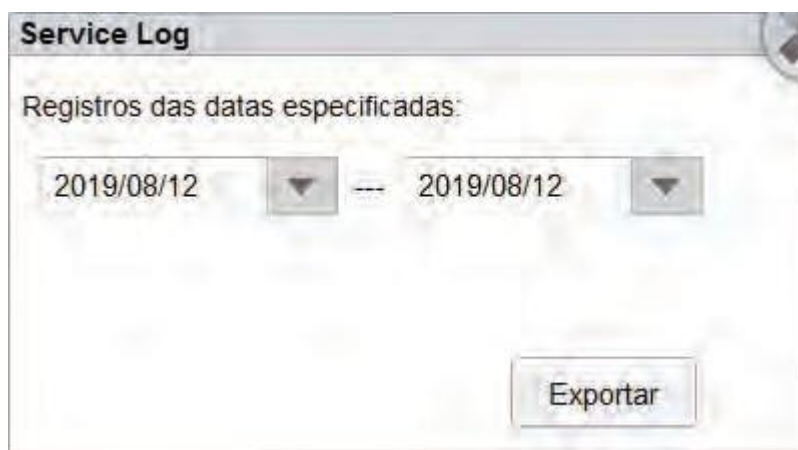 Service Log
Registros das datas especificadas:
2019/08/12 --- 2019/08/12
Exportar